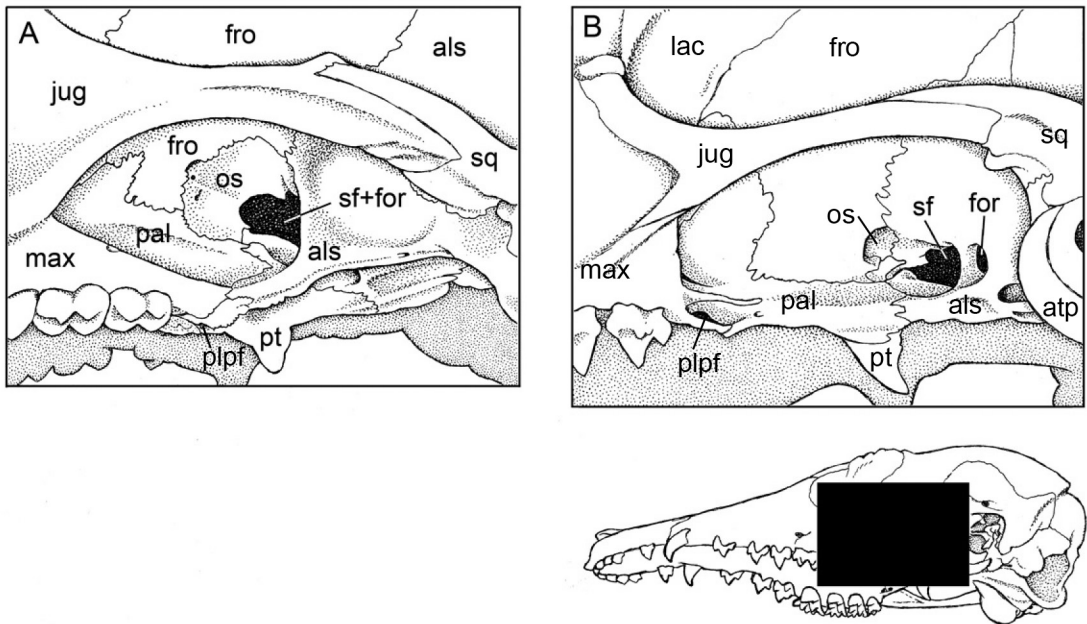 A
fro
als
jug
fro
os
sq
sf+for
pal
als
max
pt
plpf
B
lac
fro
sq
jug
os
sf
for
max
pal
als
atp
plpf
pt